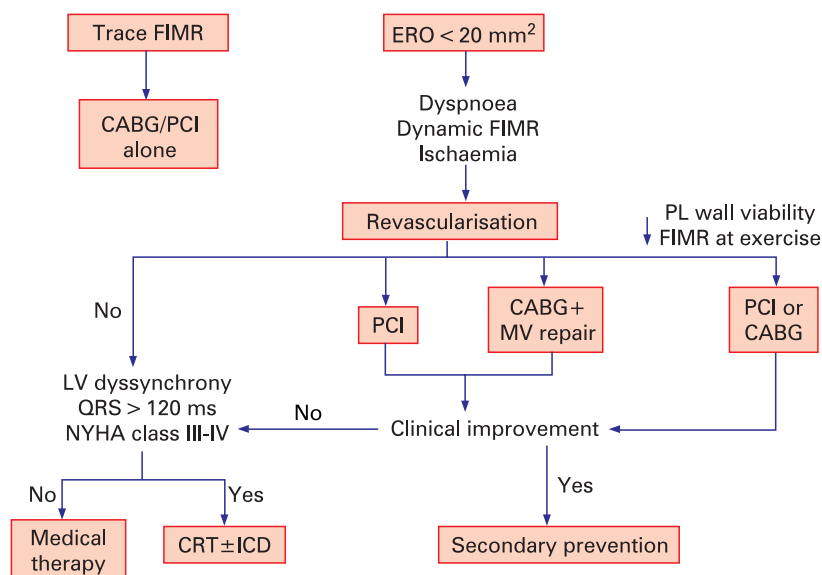 Trace FIMR
ERO < 20 mm²
CABG/PCI
alone
Dyspnoea
Dynamic FIMR
Ischaemia
Revascularisation
PL wall viability
FIMR at exercise
No
PCI
CABG+
MV repair
PCI or
CABG
LV dyssynchrony
QRS > 120 ms
NYHA class III-IV
No
Clinical improvement
No
Yes
Yes
Medical
therapy
CRT±ICD
Secondary prevention